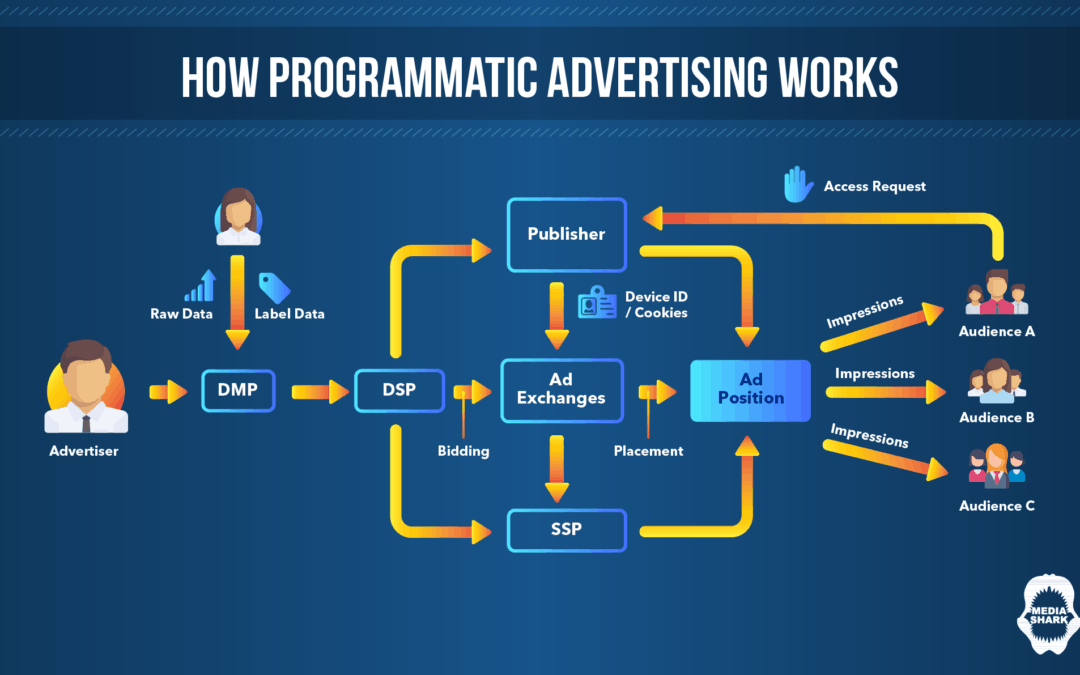 HOW PROGRAMMATIC ADVERTISING WORKS
Access Request
Publisher
Raw Data
Label Data
Device ID
/ Cookies
Impressions
Audience A
DMP
DSP
Ad
Exchanges
Ad
Position
Impressions
Audience B
Advertiser
Bidding
Placement
Impressions
Audience C
SSP
MEDIA
SHARK